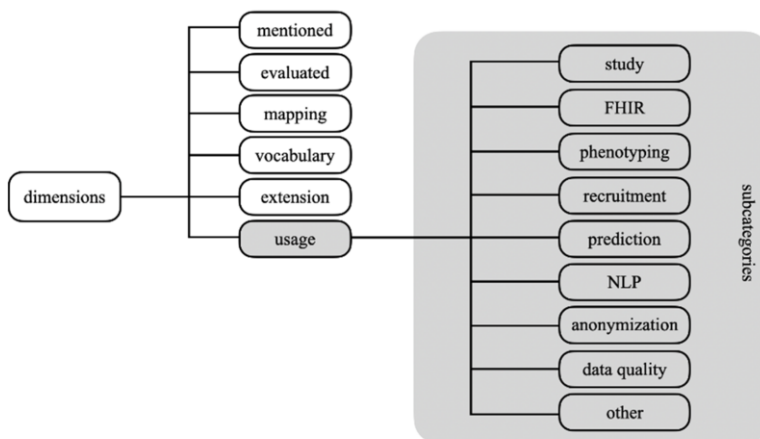 dimensions
mentioned
evaluated
mapping
vocabulary
extension
usage
study
FHIR
phenotyping
recruitment
prediction
NLP
anonymization
data quality
other
subcategories